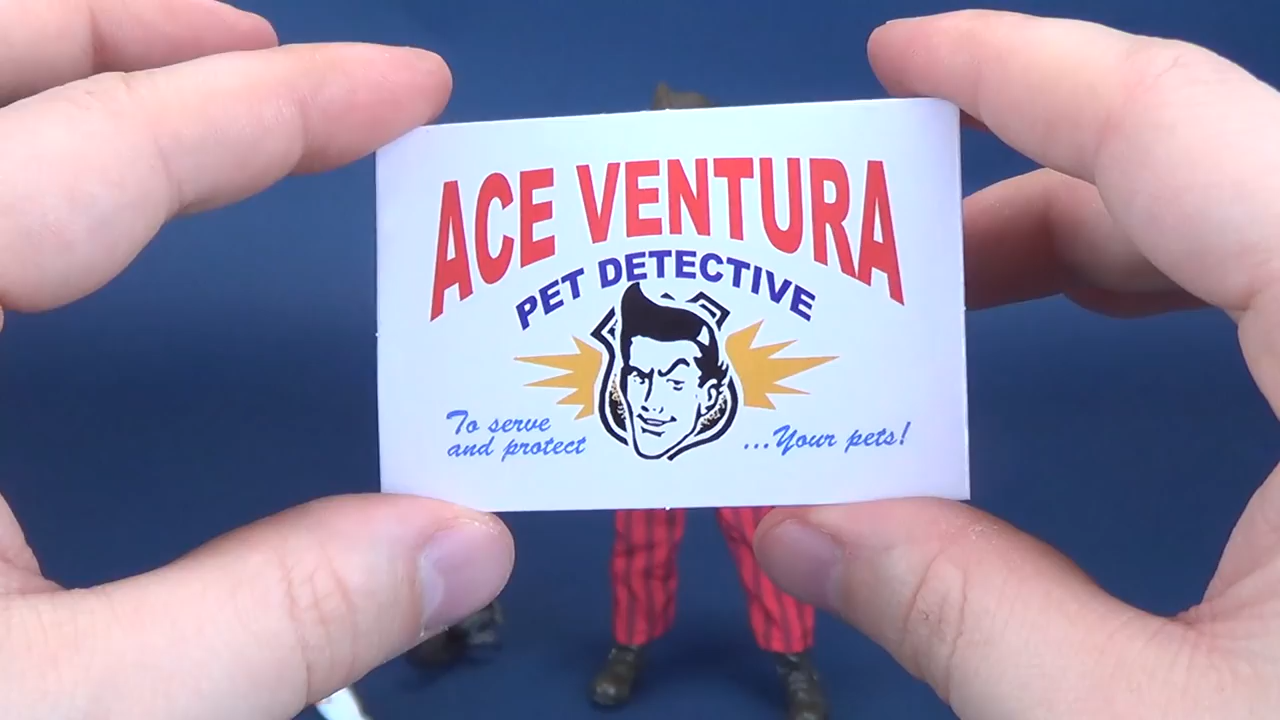 ACE VENTURA
PET DETECTIVE
To serve
and protect
...Your pets!